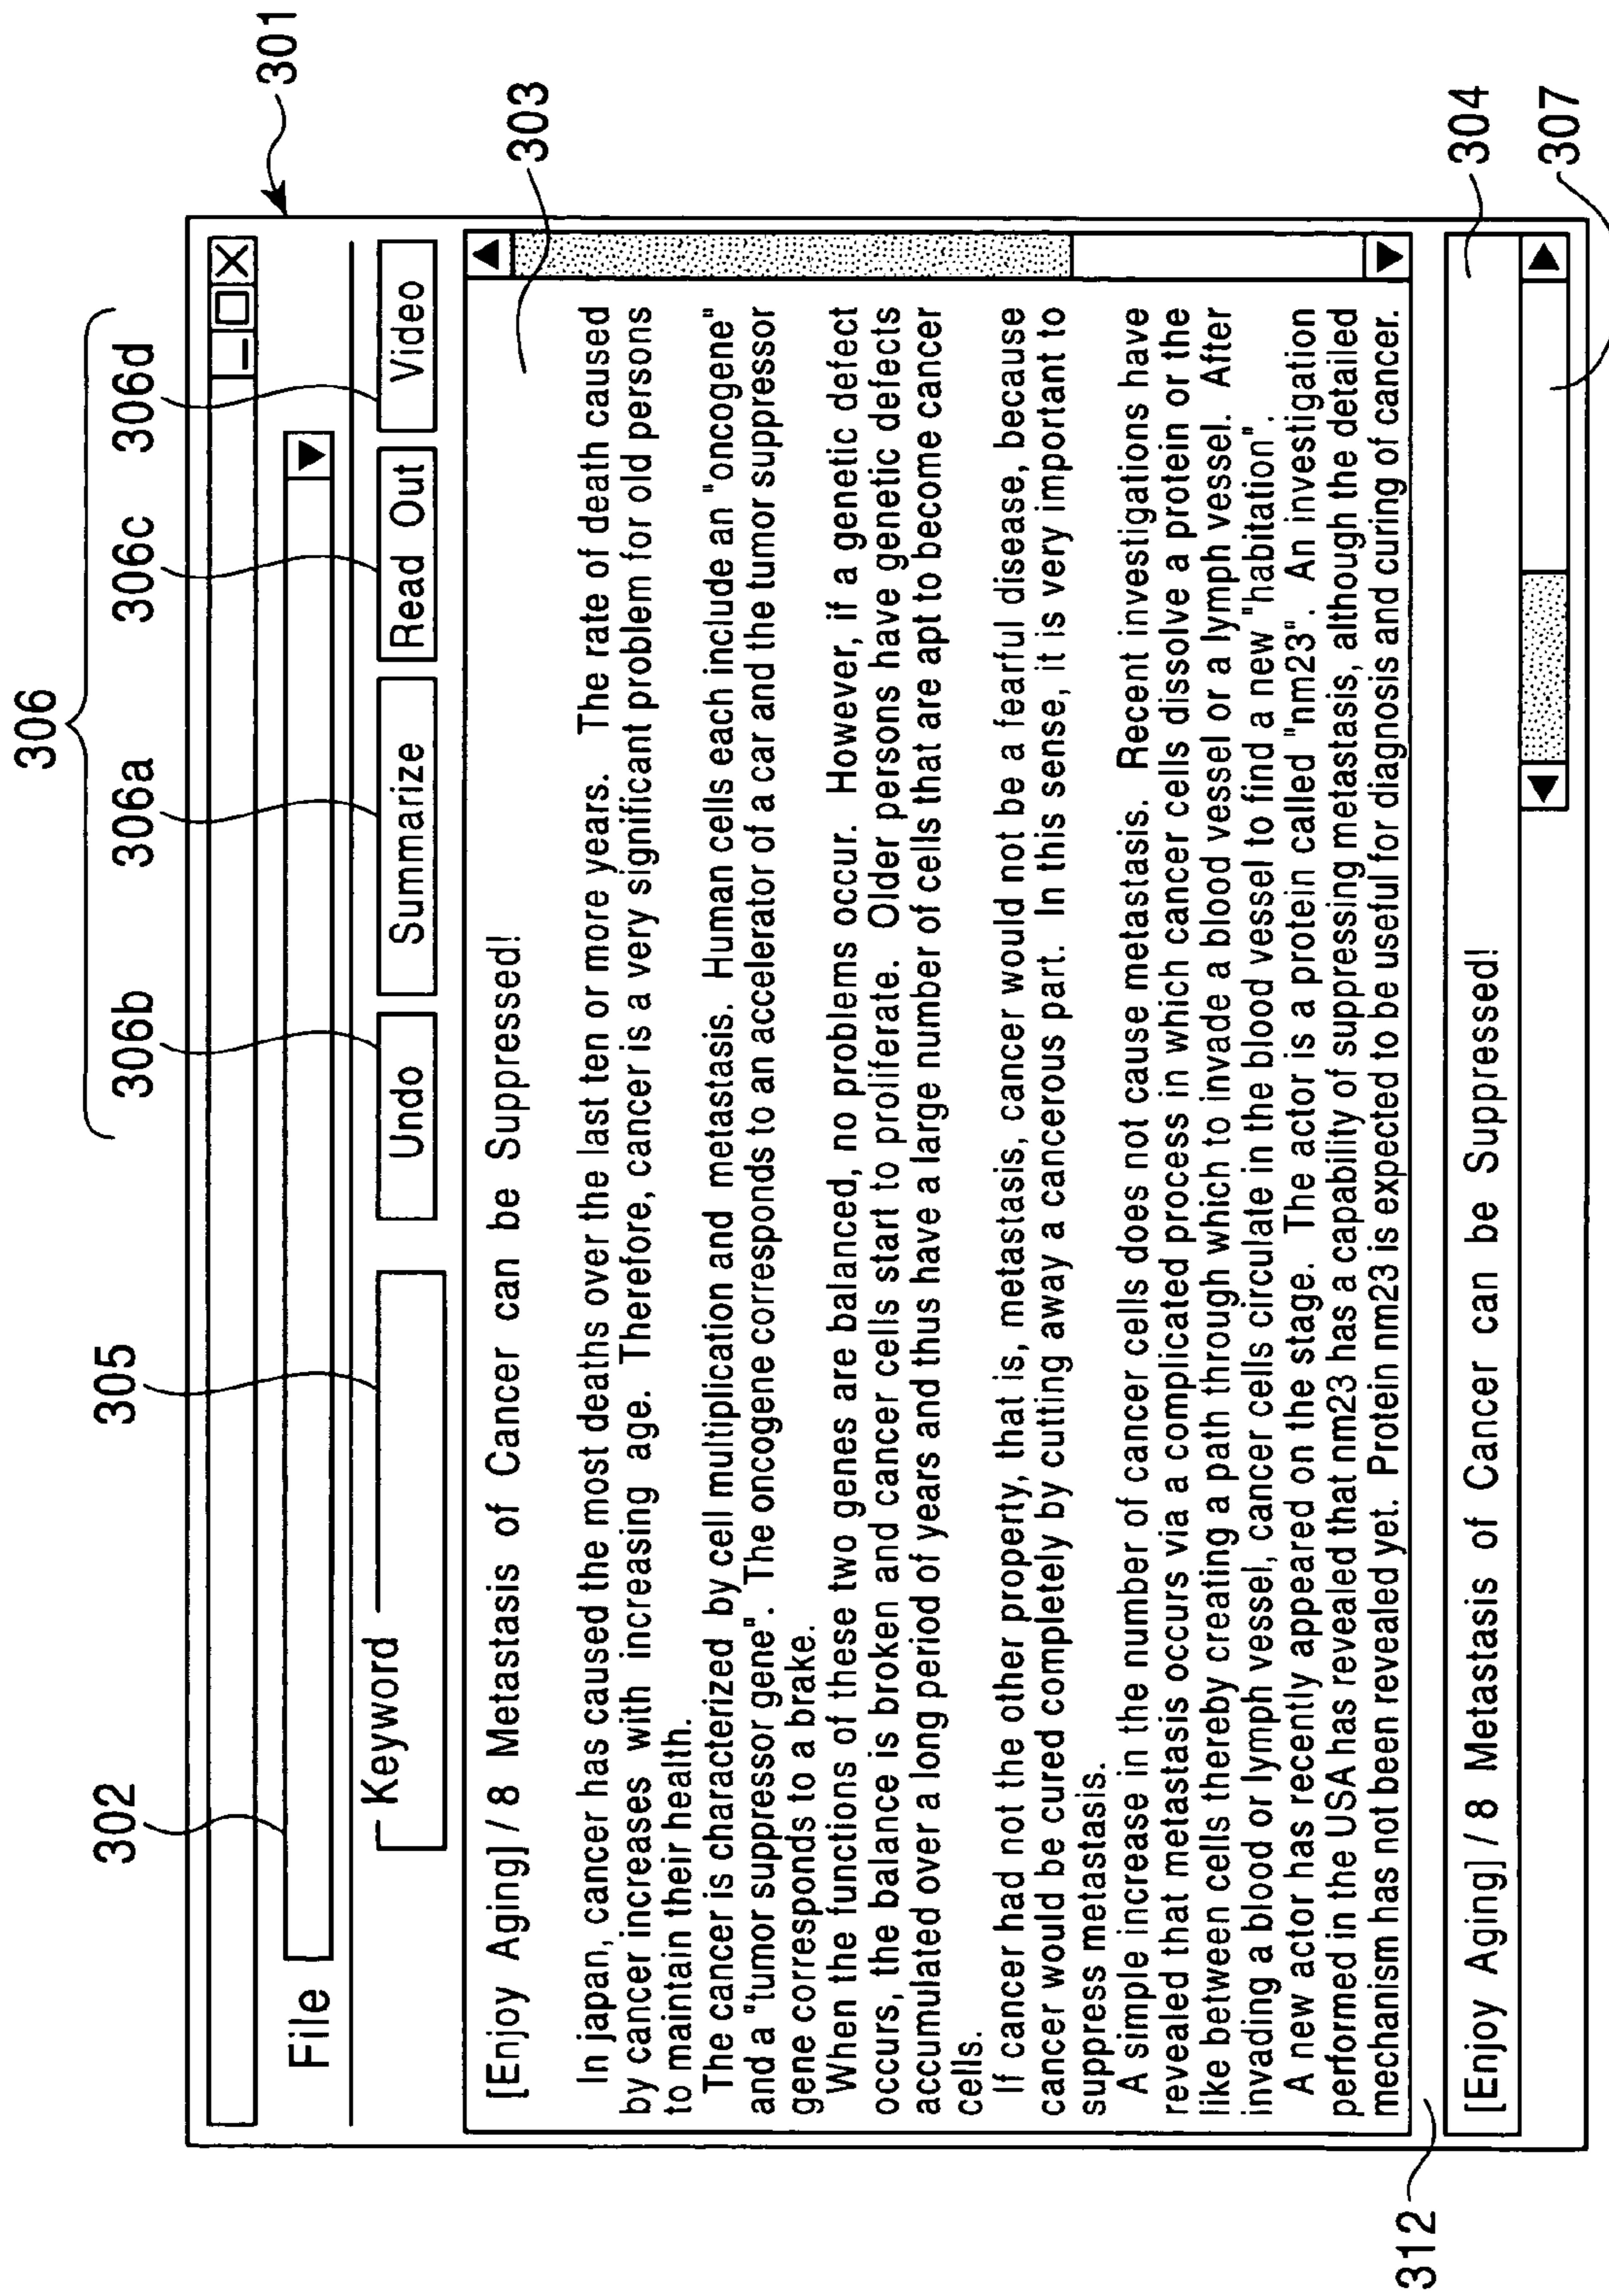 306
306b 306a 306c 306d
302 305
301
File
Keyword
Undo Summarize Read Out Video
303
[Enjoy Aging] / 8 Metastasis of Cancer can be Suppressed!
In japan, cancer has caused the most deaths over the last ten or more years. The rate of death caused
by cancer increases with increasing age. Therefore, cancer is a very significant problem for old persons
to maintain their health.
The cancer is characterized by cell multiplication and metastasis. Human cells each include an "oncogene"
and a "tumor suppressor gene". The oncogene corresponds to an accelerator of a car and the tumor suppressor
gene corresponds to a brake.
When the functions of these two genes are balanced, no problems occur. However, if a genetic defect
occurs, the balance is broken and cancer cells start to proliferate. Older persons have genetic defects
accumulated over a long period of years and thus have a large number of cells that are apt to become cancer
cells.
If cancer had not the other property, that is, metastasis, cancer would not be a fearful disease, because
cancer would be cured completely by cutting away a cancerous part. In this sense, it is very important to
suppress metastasis.
A simple increase in the number of cancer cells does not cause metastasis. Recent investigations have
revealed that metastasis occurs via a complicated process in which cancer cells dissolve a protein or the
like between cells thereby creating a path through which to invade a blood vessel or a lymph vessel. After
invading a blood or lymph vessel, cancer cells circulate in the blood vessel to find a new "habitation".
A new actor has recently appeared on the stage. The actor is a protein called "nm23". An investigation
performed in the USA has revealed that nm23 has a capability of suppressing metastasis, although the detailed
mechanism has not been revealed yet. Protein nm23 is expected to be useful for diagnosis and curing of cancer.
312
[Enjoy Aging] / 8 Metastasis of Cancer can be Suppressed!
304
307